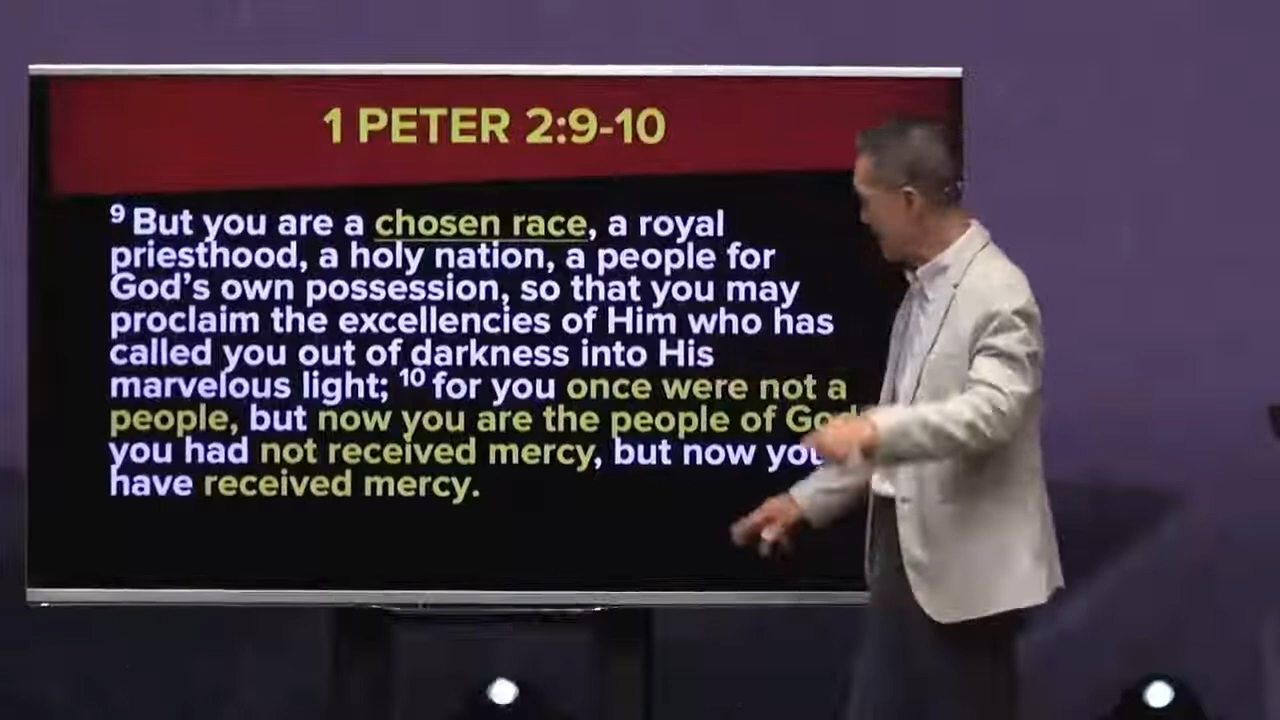 1 PETER 2:9-10
9 But you are a chosen race, a royal
priesthood, a holy nation, a people for
God's own possession, so that you may
proclaim the excellencies of Him who has
called you out of darkness into His
marvelous light; 10 for you once were not a
people, but now you are the people of
you had not received mercy, but now
have received mercy.